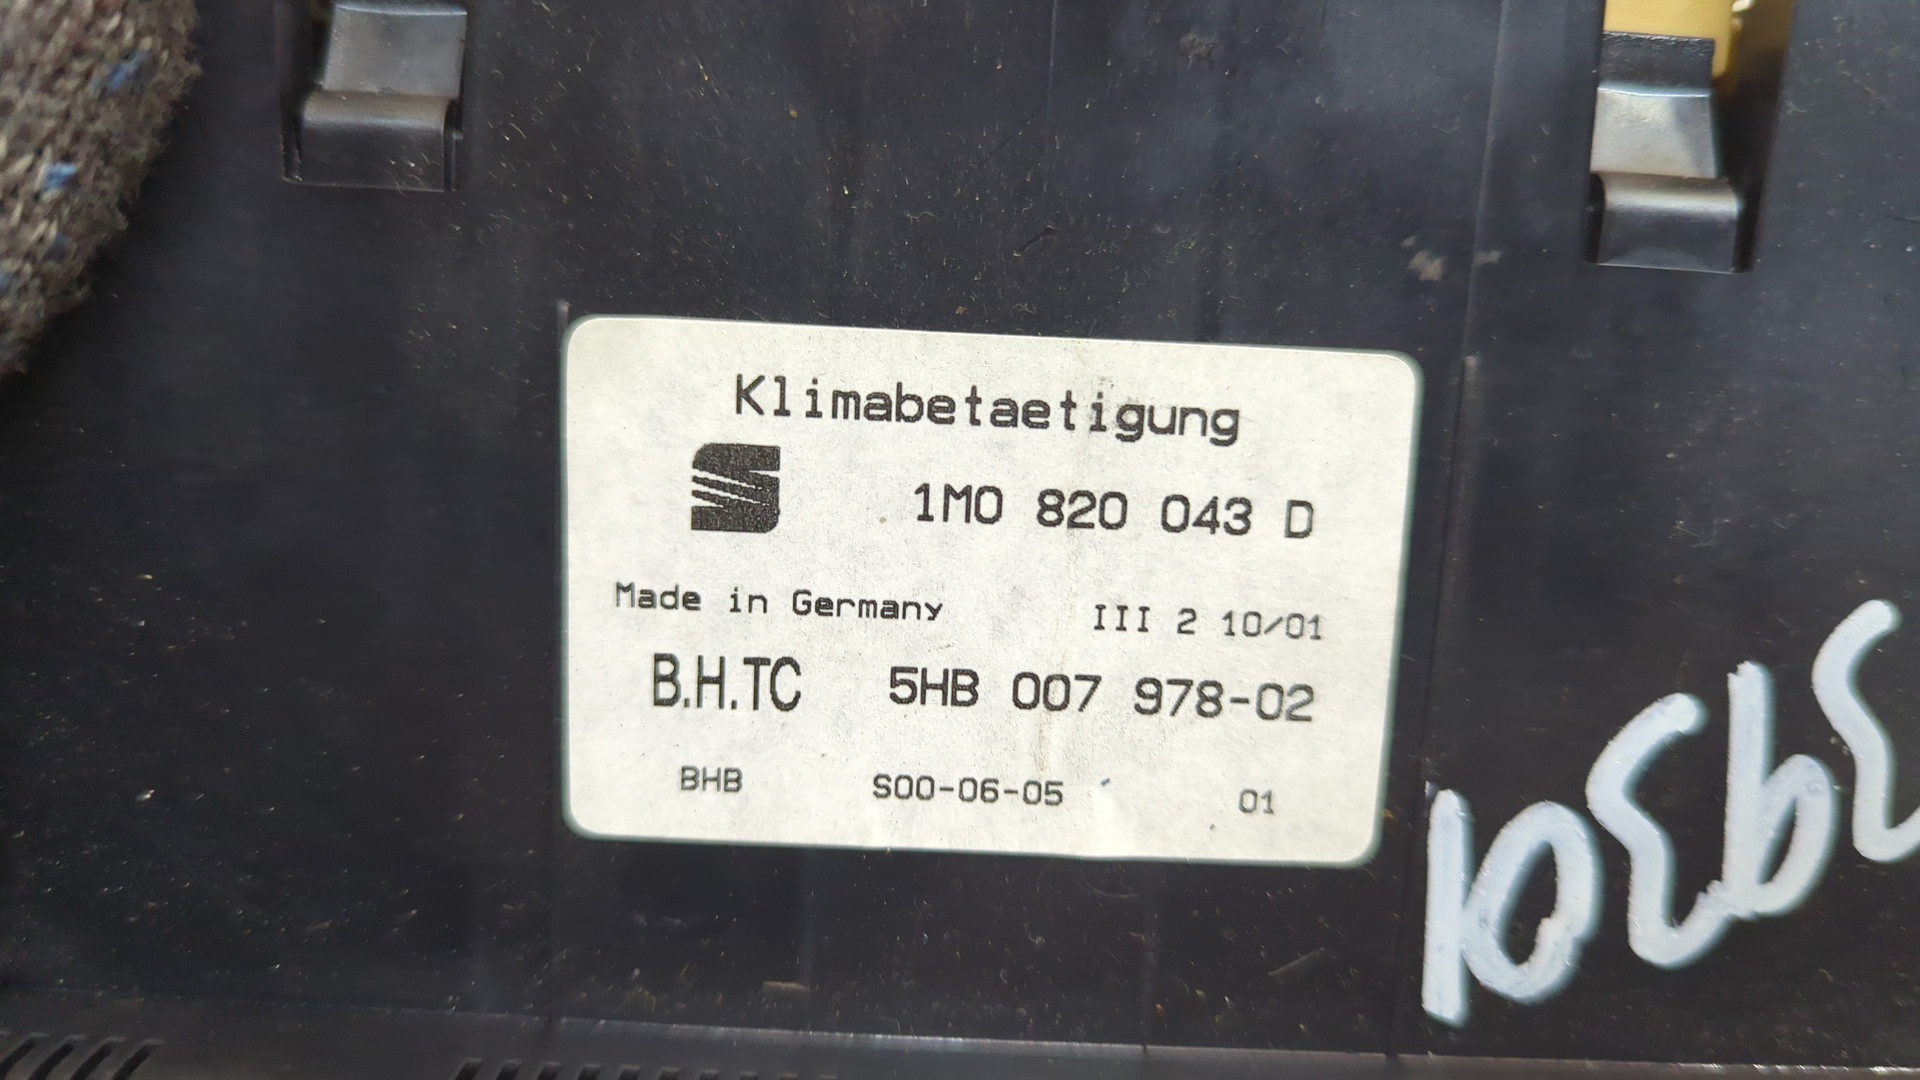 Klimabetaetigung
1M0 820 043 D
Made in Germany III 2 10/01
B.H.TC 5HB 007 978-02
BHB S00-06-05 01